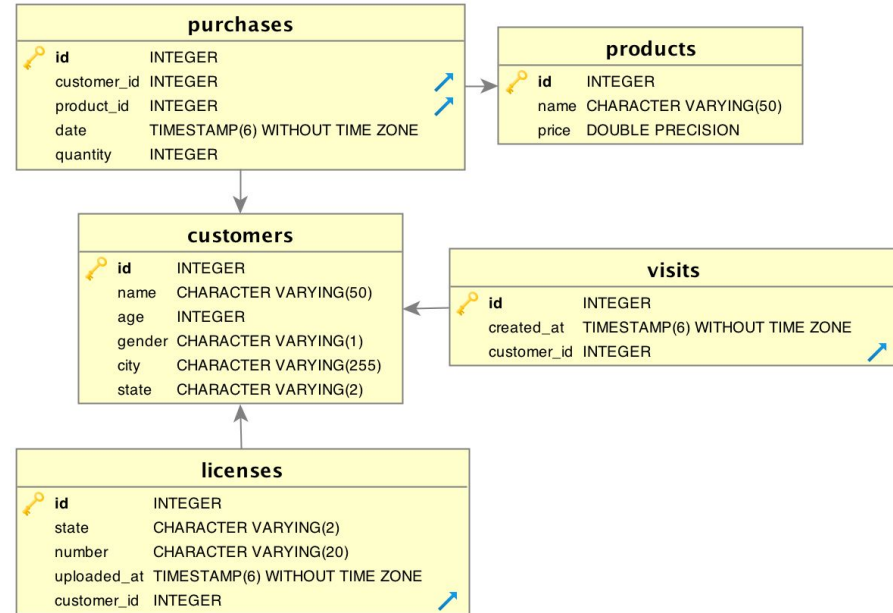 purchases
id INTEGER
customer_id INTEGER
product_id INTEGER
date TIMESTAMP(6) WITHOUT TIME ZONE
quantity INTEGER
products
id INTEGER
name CHARACTER VARYING(50)
price DOUBLE PRECISION
customers
id INTEGER
name CHARACTER VARYING(50)
age INTEGER
gender CHARACTER VARYING(1)
city CHARACTER VARYING(255)
state CHARACTER VARYING(2)
visits
id INTEGER
created_at TIMESTAMP(6) WITHOUT TIME ZONE
customer_id INTEGER
licenses
id INTEGER
state CHARACTER VARYING(2)
number CHARACTER VARYING(20)
uploaded_at TIMESTAMP(6) WITHOUT TIME ZONE
customer_id INTEGER